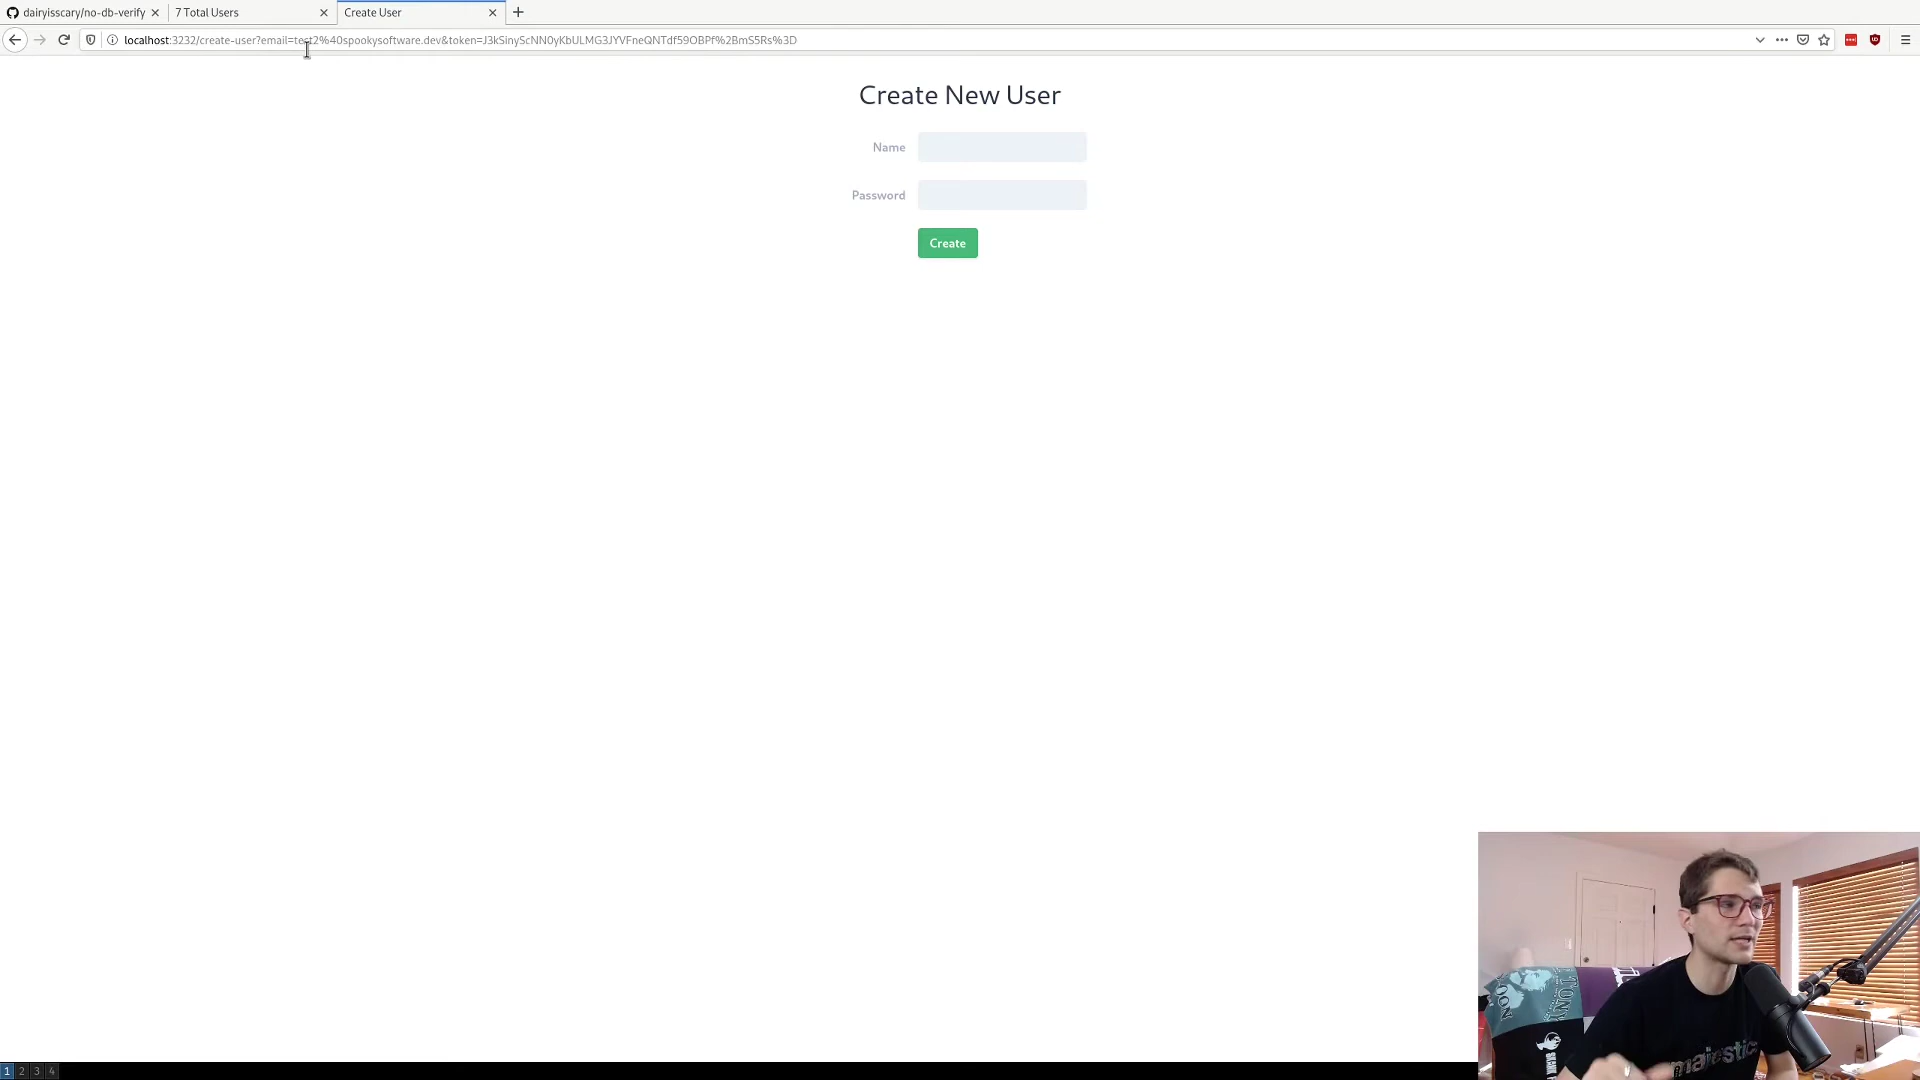 dairyisscary/no-db-verify
7 Total Users
Create User
localhost:3232/create-user?email=test2%40spookysoftware.dev&token=J3kSinyScNN0yKbULMG3JYVFneQNTdf59OBPf%2BmS5Rs%3D
Create New User
Name
Password
Create
majestic
1 2 3 4